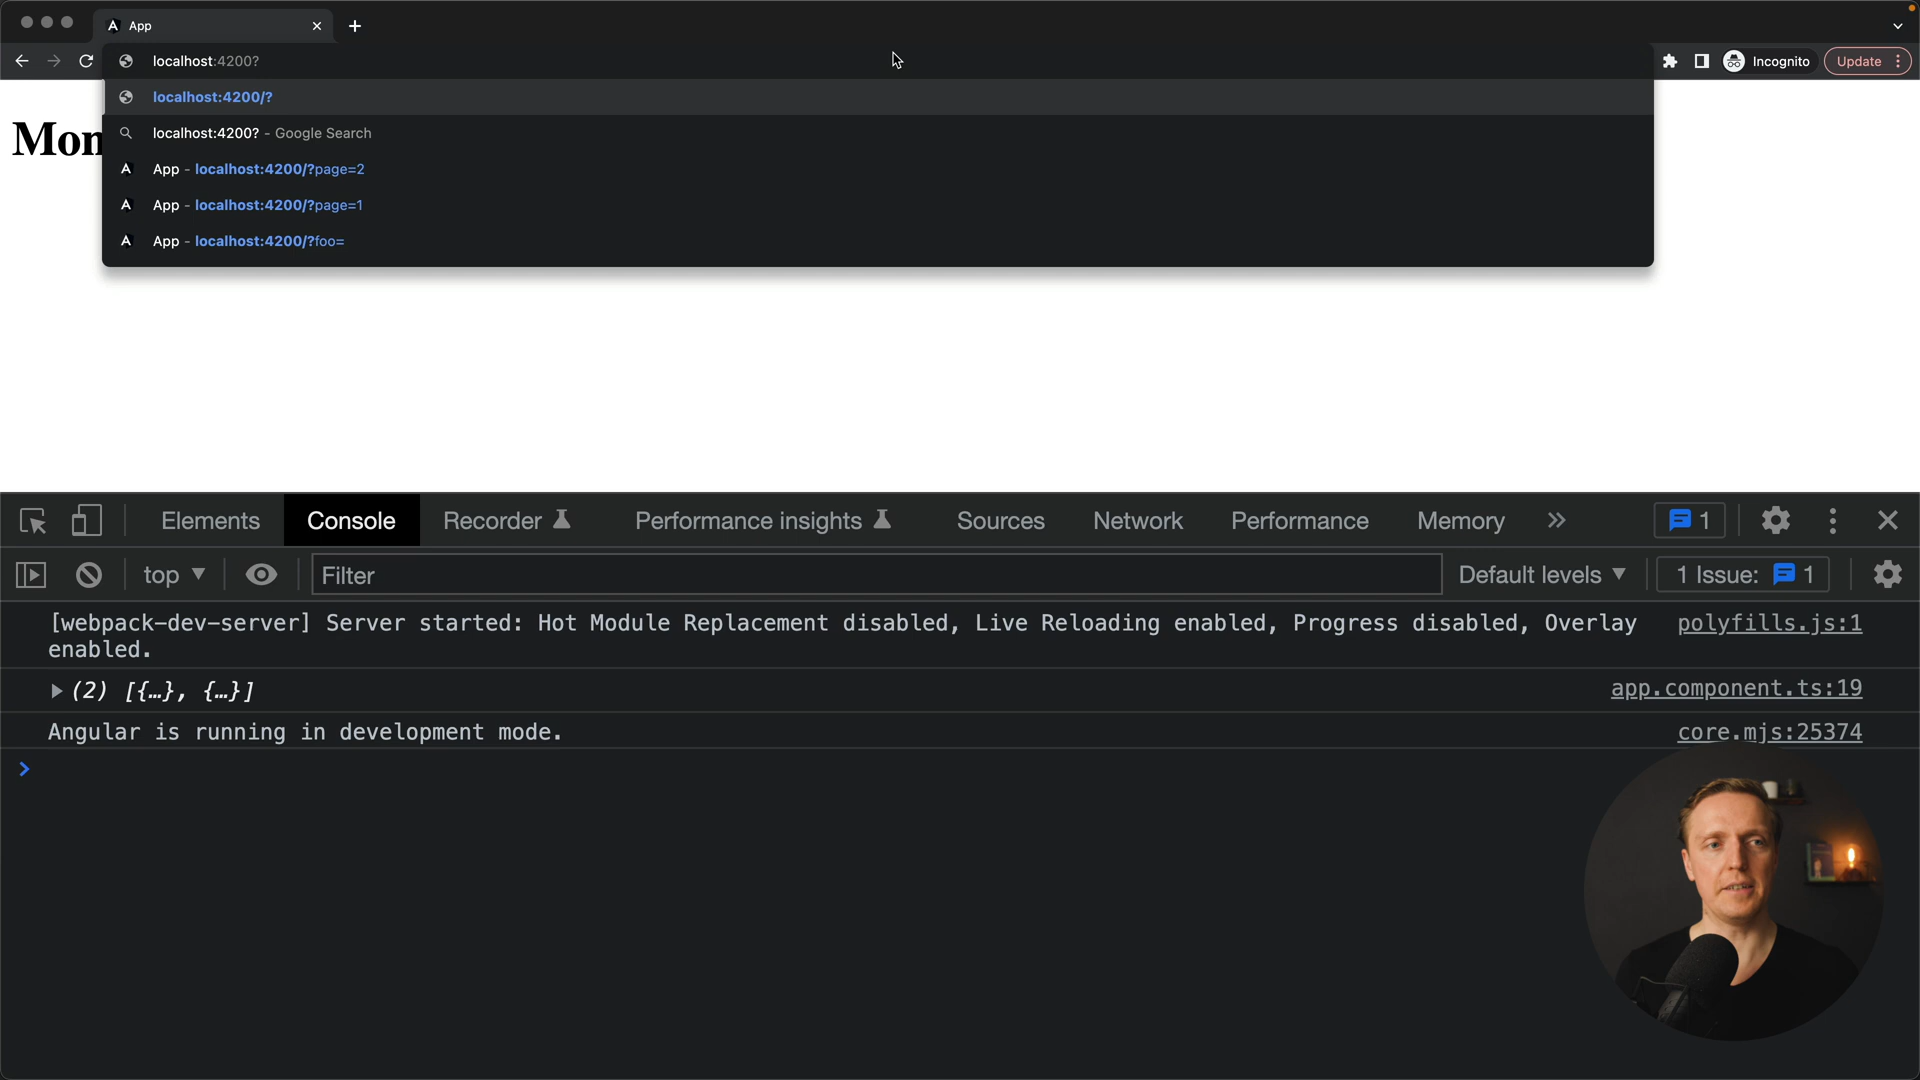 App
localhost:4200?
Incognito
Update
localhost:4200/?
localhost:4200? - Google Search
App - localhost:4200/?page=2
App - localhost:4200/?page=1
App - localhost:4200/?foo=
Mon
Elements
Console
Recorder
Performance insights
Sources
Network
Performance
Memory
1
top
Filter
Default levels
1 Issue: 1
[webpack-dev-server] Server started: Hot Module Replacement disabled, Live Reloading enabled, Progress disabled, Overlay polyfills.js:1
enabled.
(2) [{…}, {…}] app.component.ts:19
Angular is running in development mode. core.mjs:25374